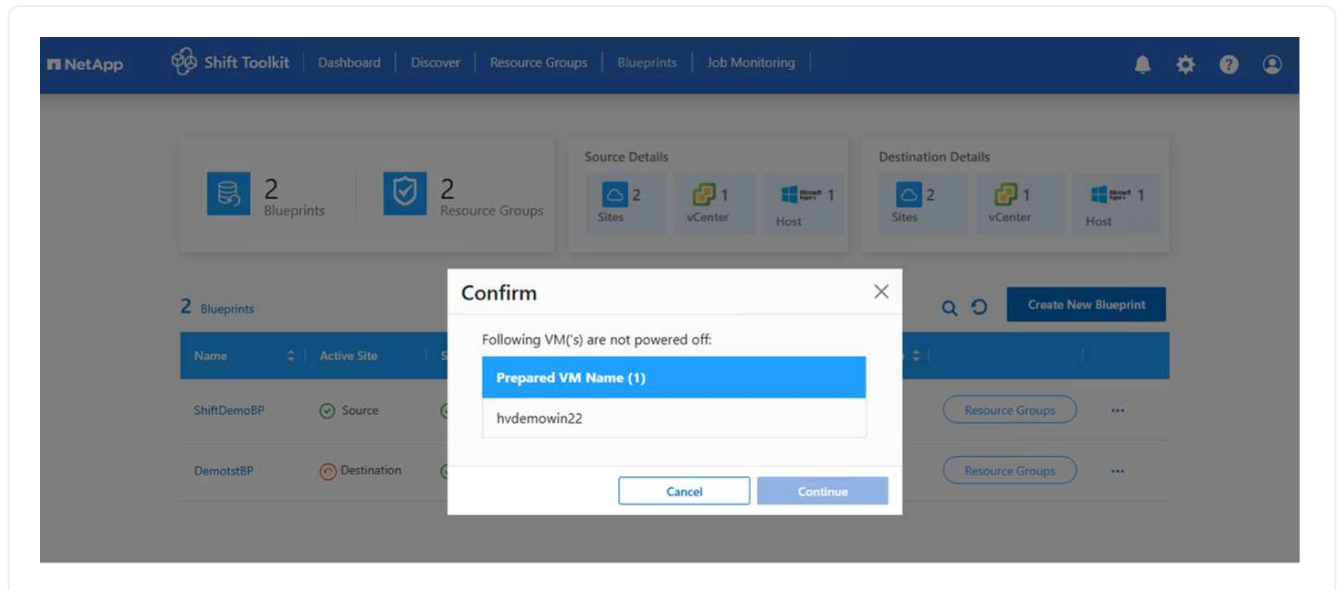 NetApp Shift Toolkit Dashboard Discover Resource Groups Blueprints Job Monitoring
Source Details Destination Details
2 Blueprints 2 Resource Groups
2 Sites 1 vCenter 1 Host
2 Sites 1 vCenter 1 Host
Confirm
2 Blueprints Create New Blueprint
Following VM('s) are not powered off:
Name Active Site
Prepared VM Name (1)
ShiftDemoBP Source Resource Groups ...
hvdemowin22
DemotstBP Destination Resource Groups ...
Cancel Continue